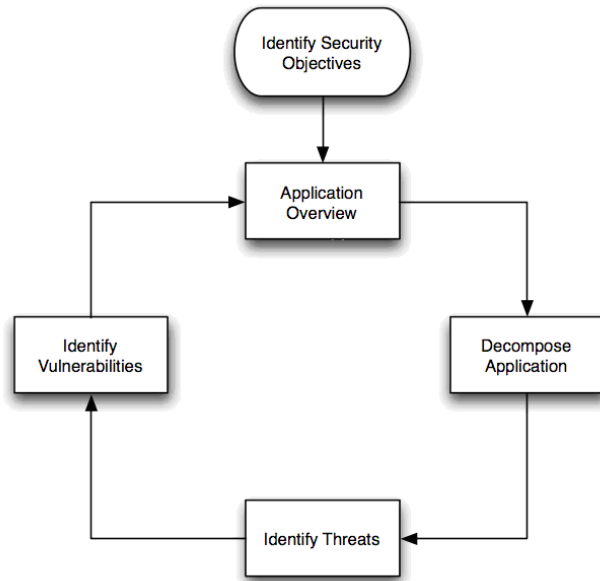 Identify Security
Objectives
Application
Overview
Identify
Vulnerabilities
Decompose
Application
Identify Threats